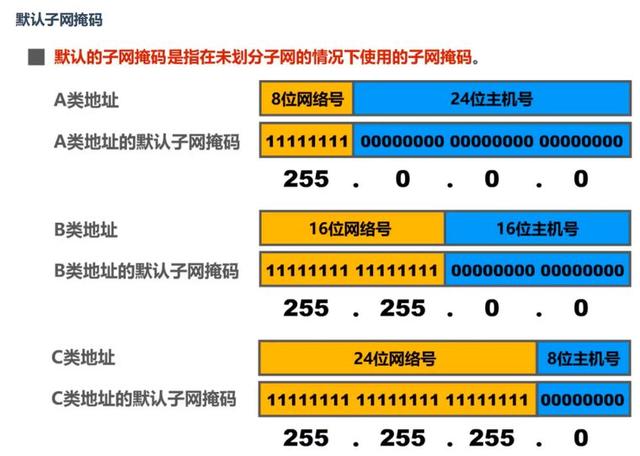 默认子网掩码
默认的子网掩码是指在未划分子网的情况下使用的子网掩码。
A类地址 8位网络号 24位主机号
A类地址的默认子网掩码 11111111 00000000 00000000 00000000
255 . 0 . 0 . 0
B类地址 16位网络号 16位主机号
B类地址的默认子网掩码 11111111 11111111 00000000 00000000
255 . 255 . 0 . 0
C类地址 24位网络号 8位主机号
C类地址的默认子网掩码 11111111 11111111 11111111 00000000
255 . 255 . 255 . 0